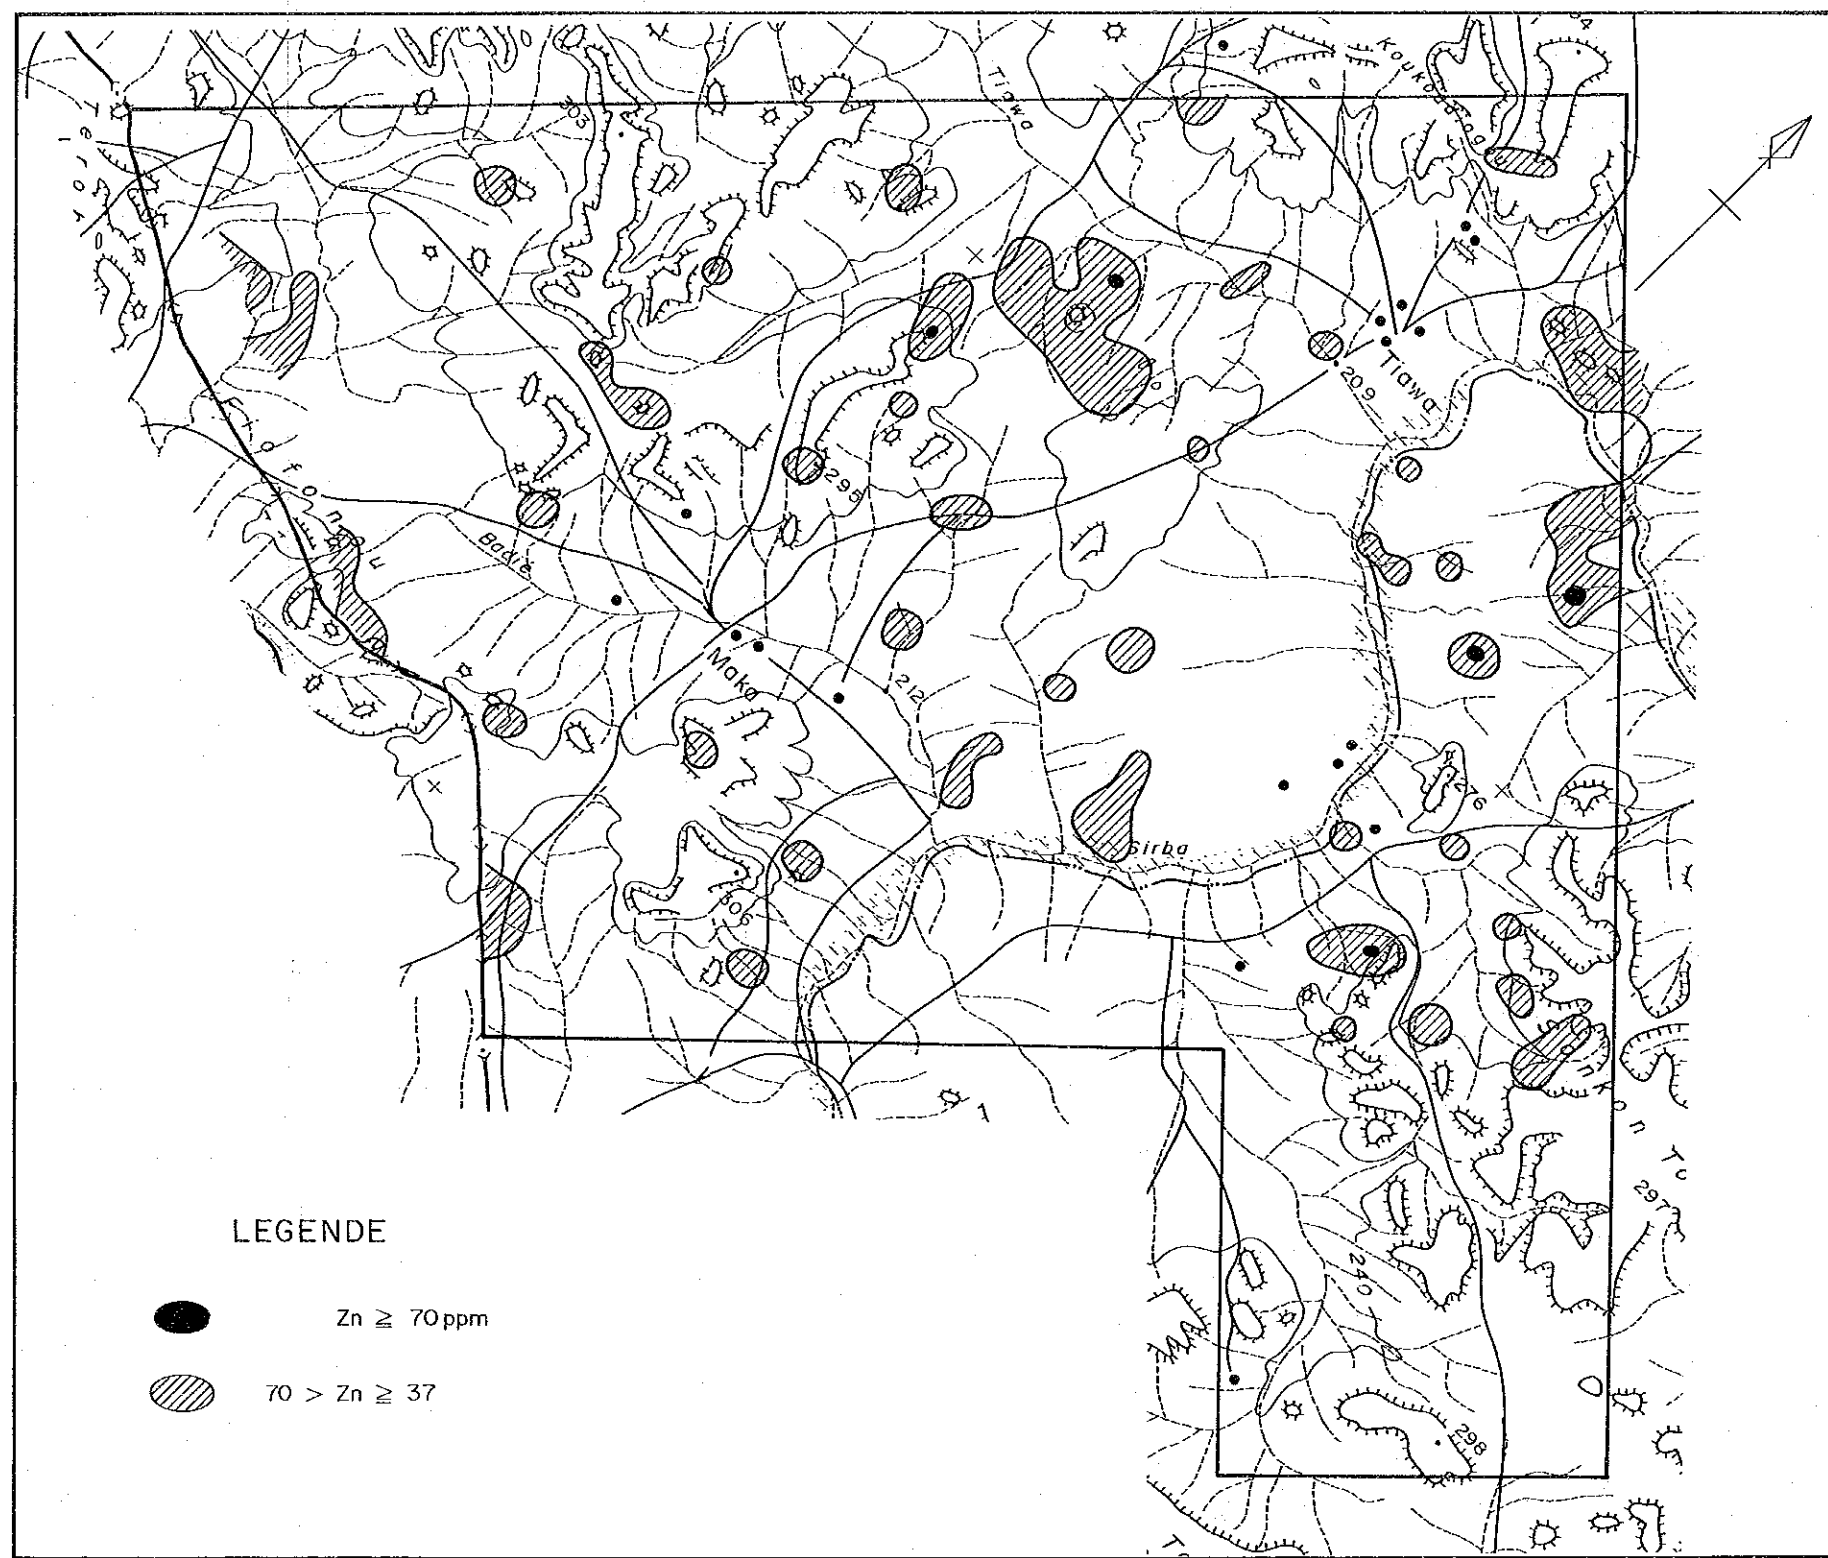 303
Tiawa
Tiawa
209
295
Badie
Mako
212
276
Sirba
306
297
240
298
LEGENDE
Zn ≧ 70 ppm
70 > Zn ≧ 37